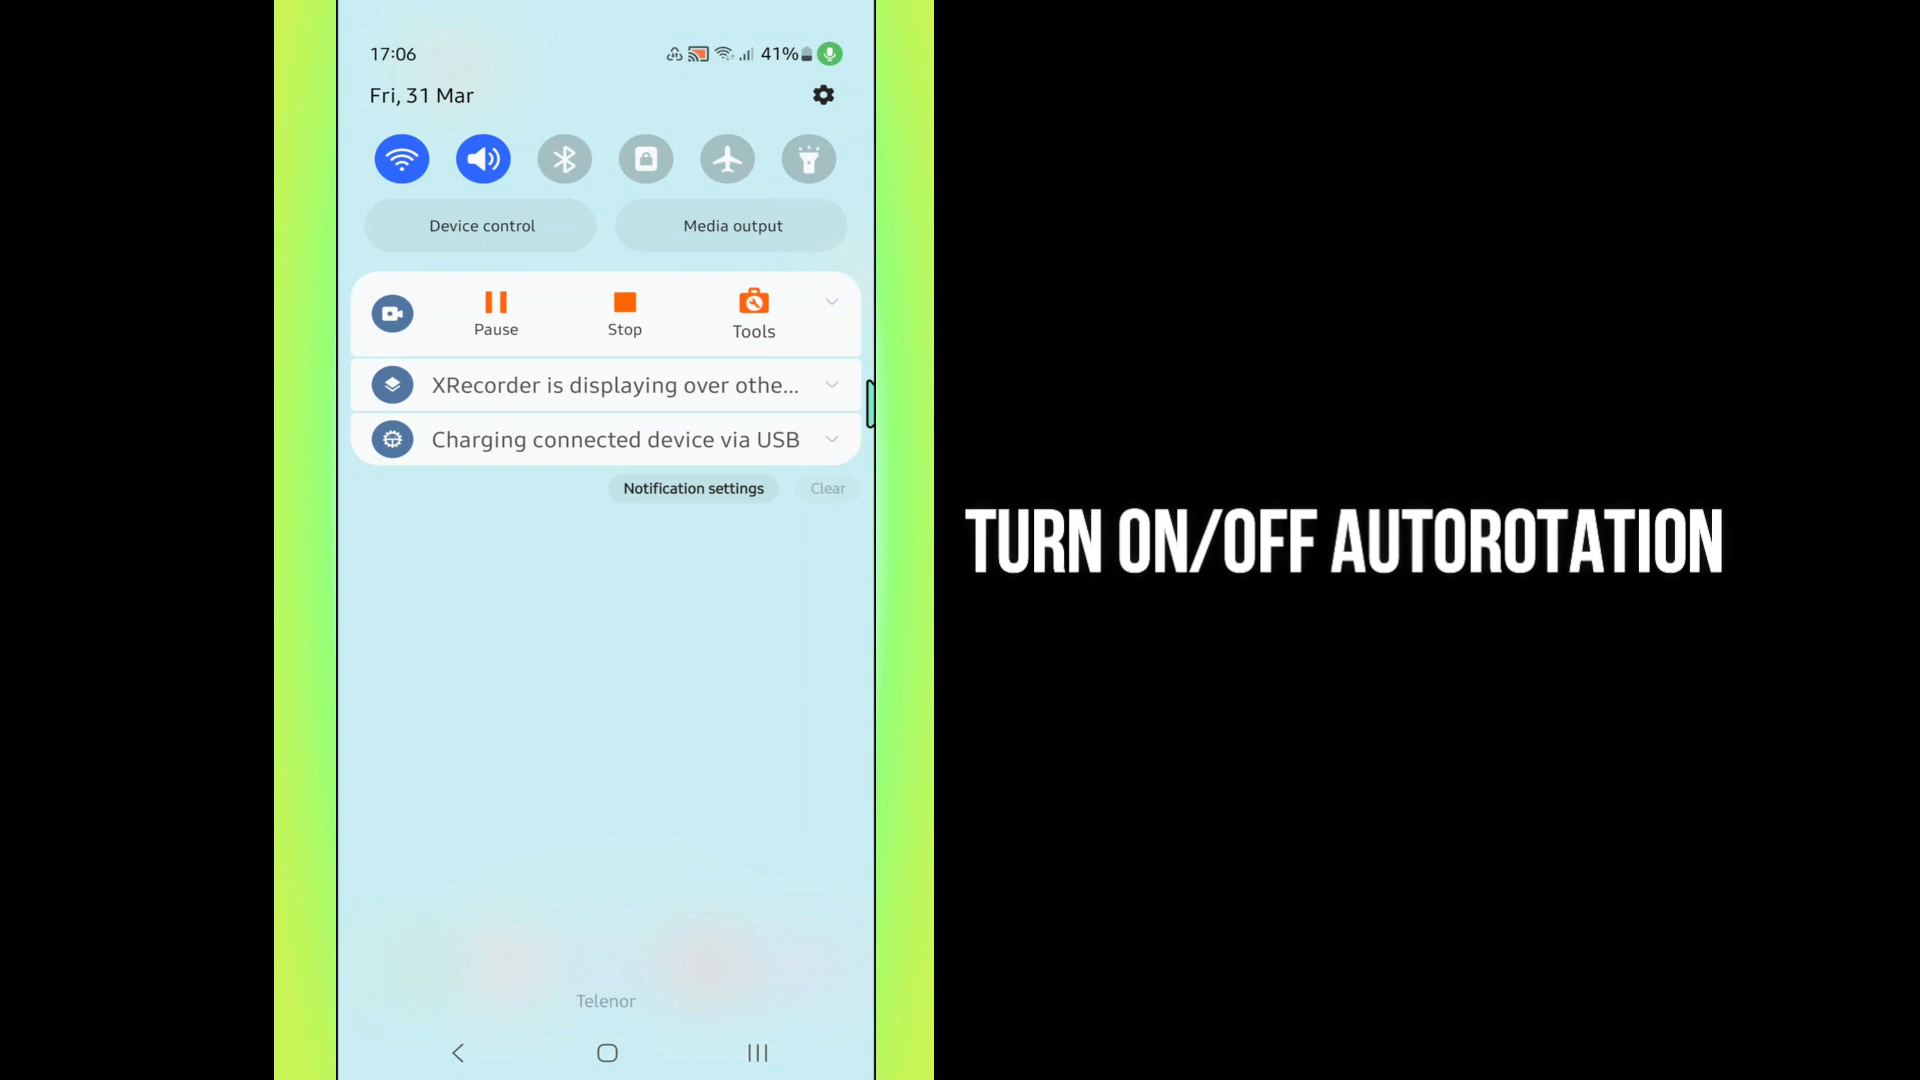 17:06
41%
Fri, 31 Mar
Device control
Media output
Pause
Stop
Tools
XRecorder is displaying over othe...
Charging connected device via USB
Notification settings
Clear
TURN ON/OFF AUTOROTATION
Telenor